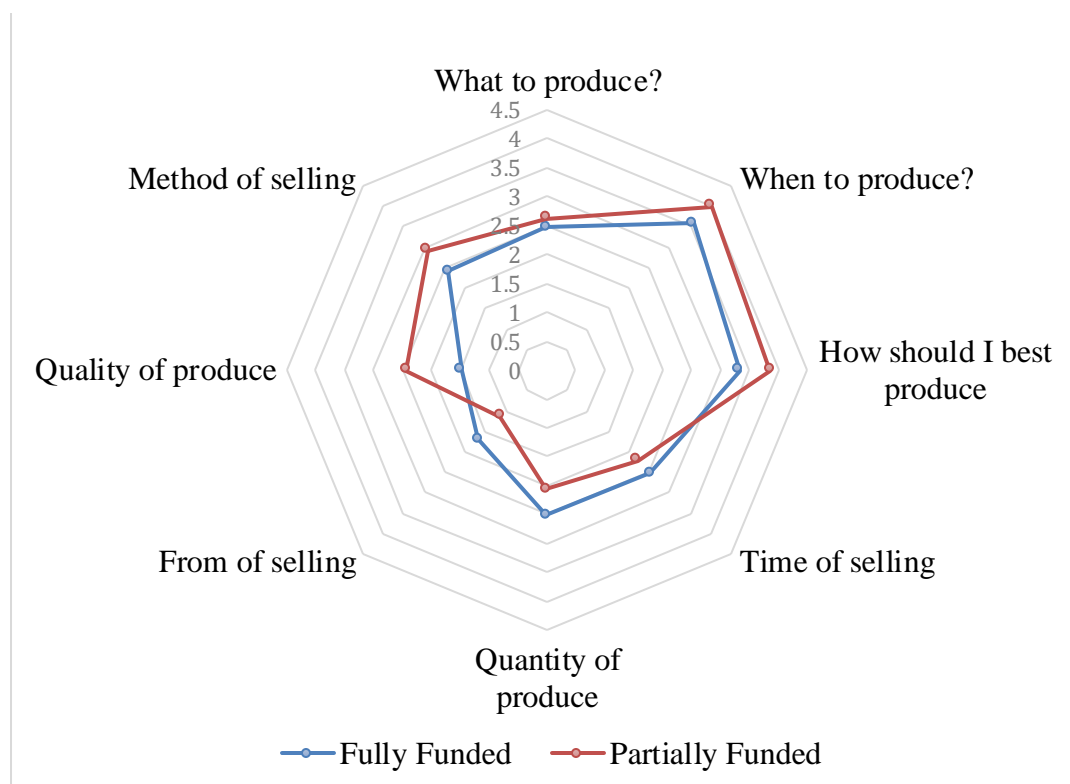 What to produce?
4.5
4
3.5
3
2.5
2
1.5
1
0.5
0
When to produce?
How should I best
produce
Time of selling
Quantity of
produce
From of selling
Quality of produce
Method of selling
Fully Funded
Partially Funded